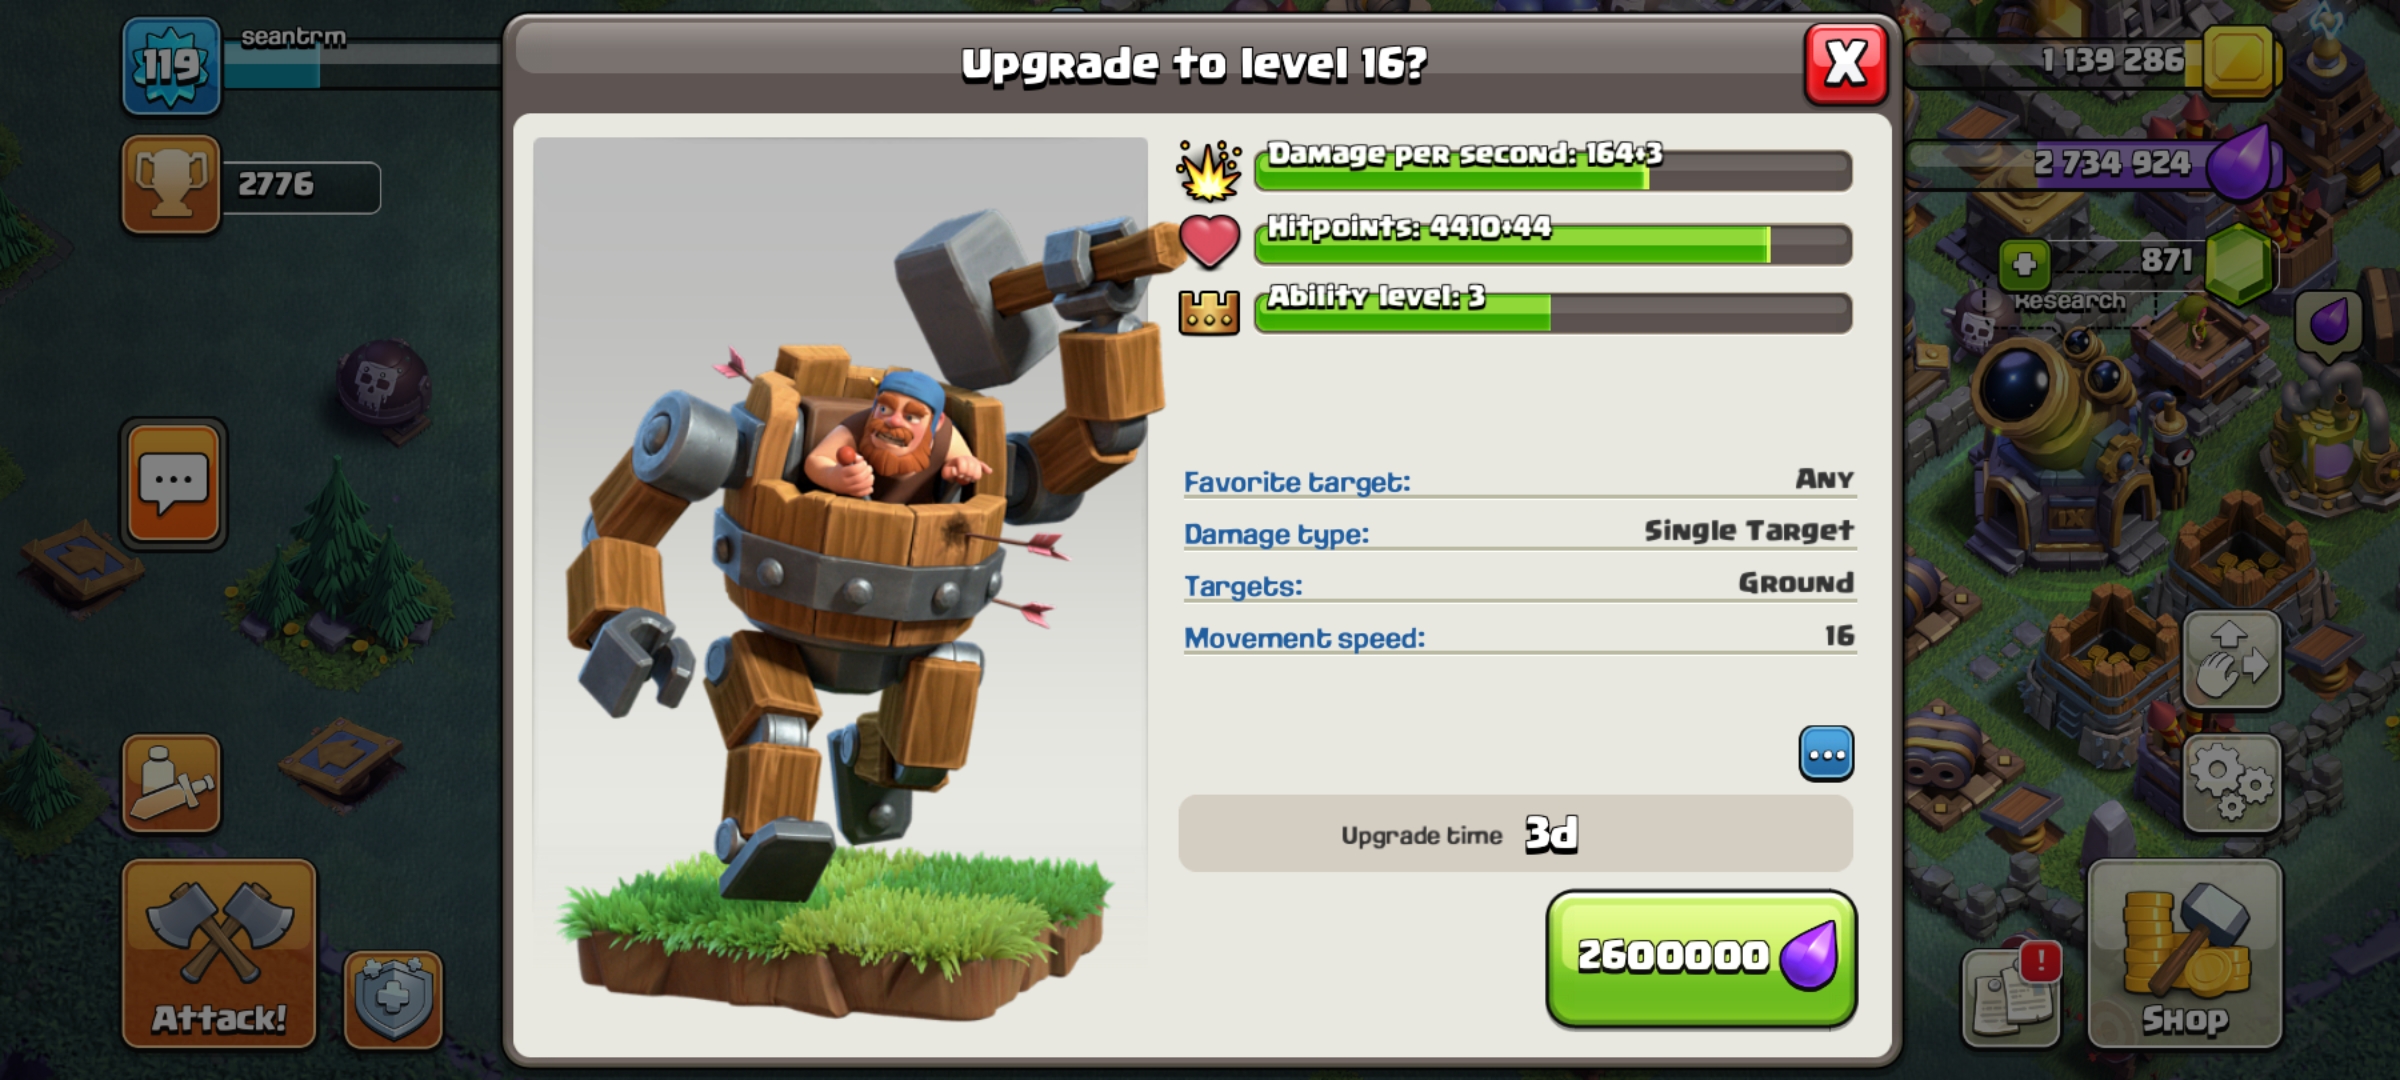 seantrm
119
2776
Upgrade to level 16?
X
1 139 286
2 734 924
871
Research
Damage per second: 164+3
Hitpoints: 4410+44
Ability level: 3
Favorite target: Any
Damage type: Single Target
Targets: Ground
Movement speed: 16
Upgrade time 3d
2600000
IX
Attack!
!
Shop